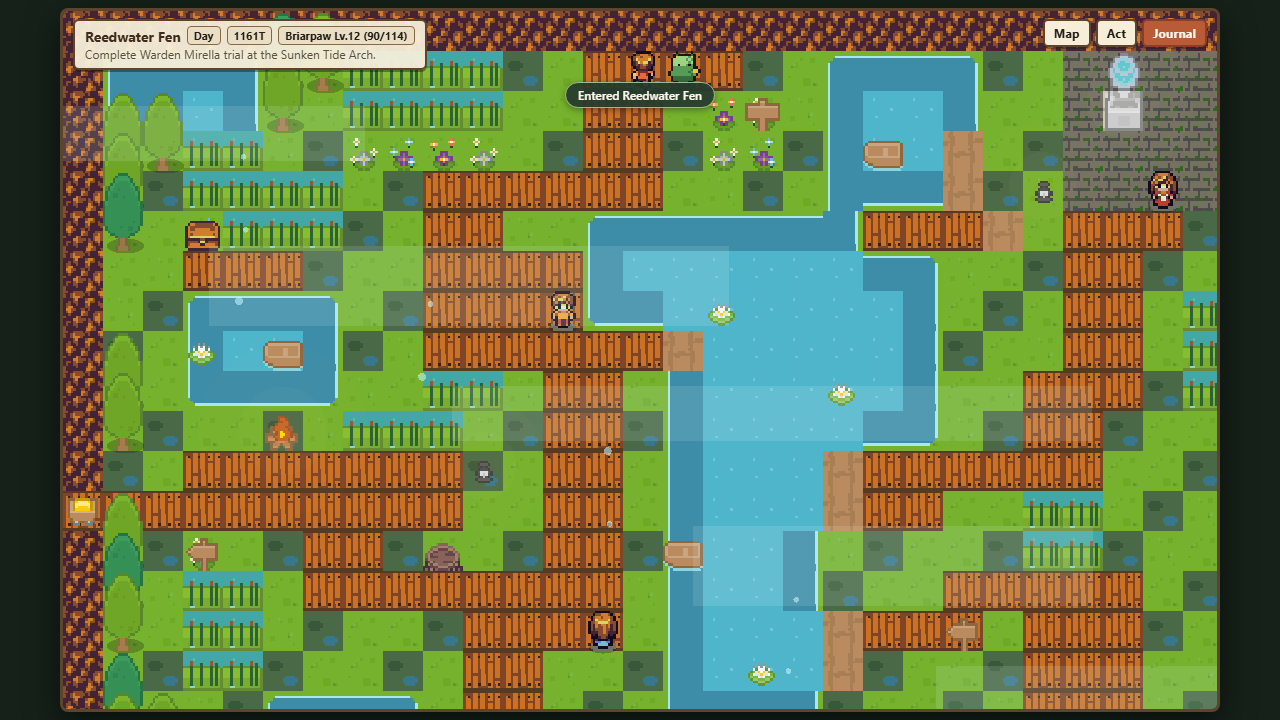 Reedwater Fen Day 1161T Briarpaw Lv.12 (90/114)
Complete Warden Mirella trial at the Sunken Tide Arch.
Map Act Journal
Entered Reedwater Fen